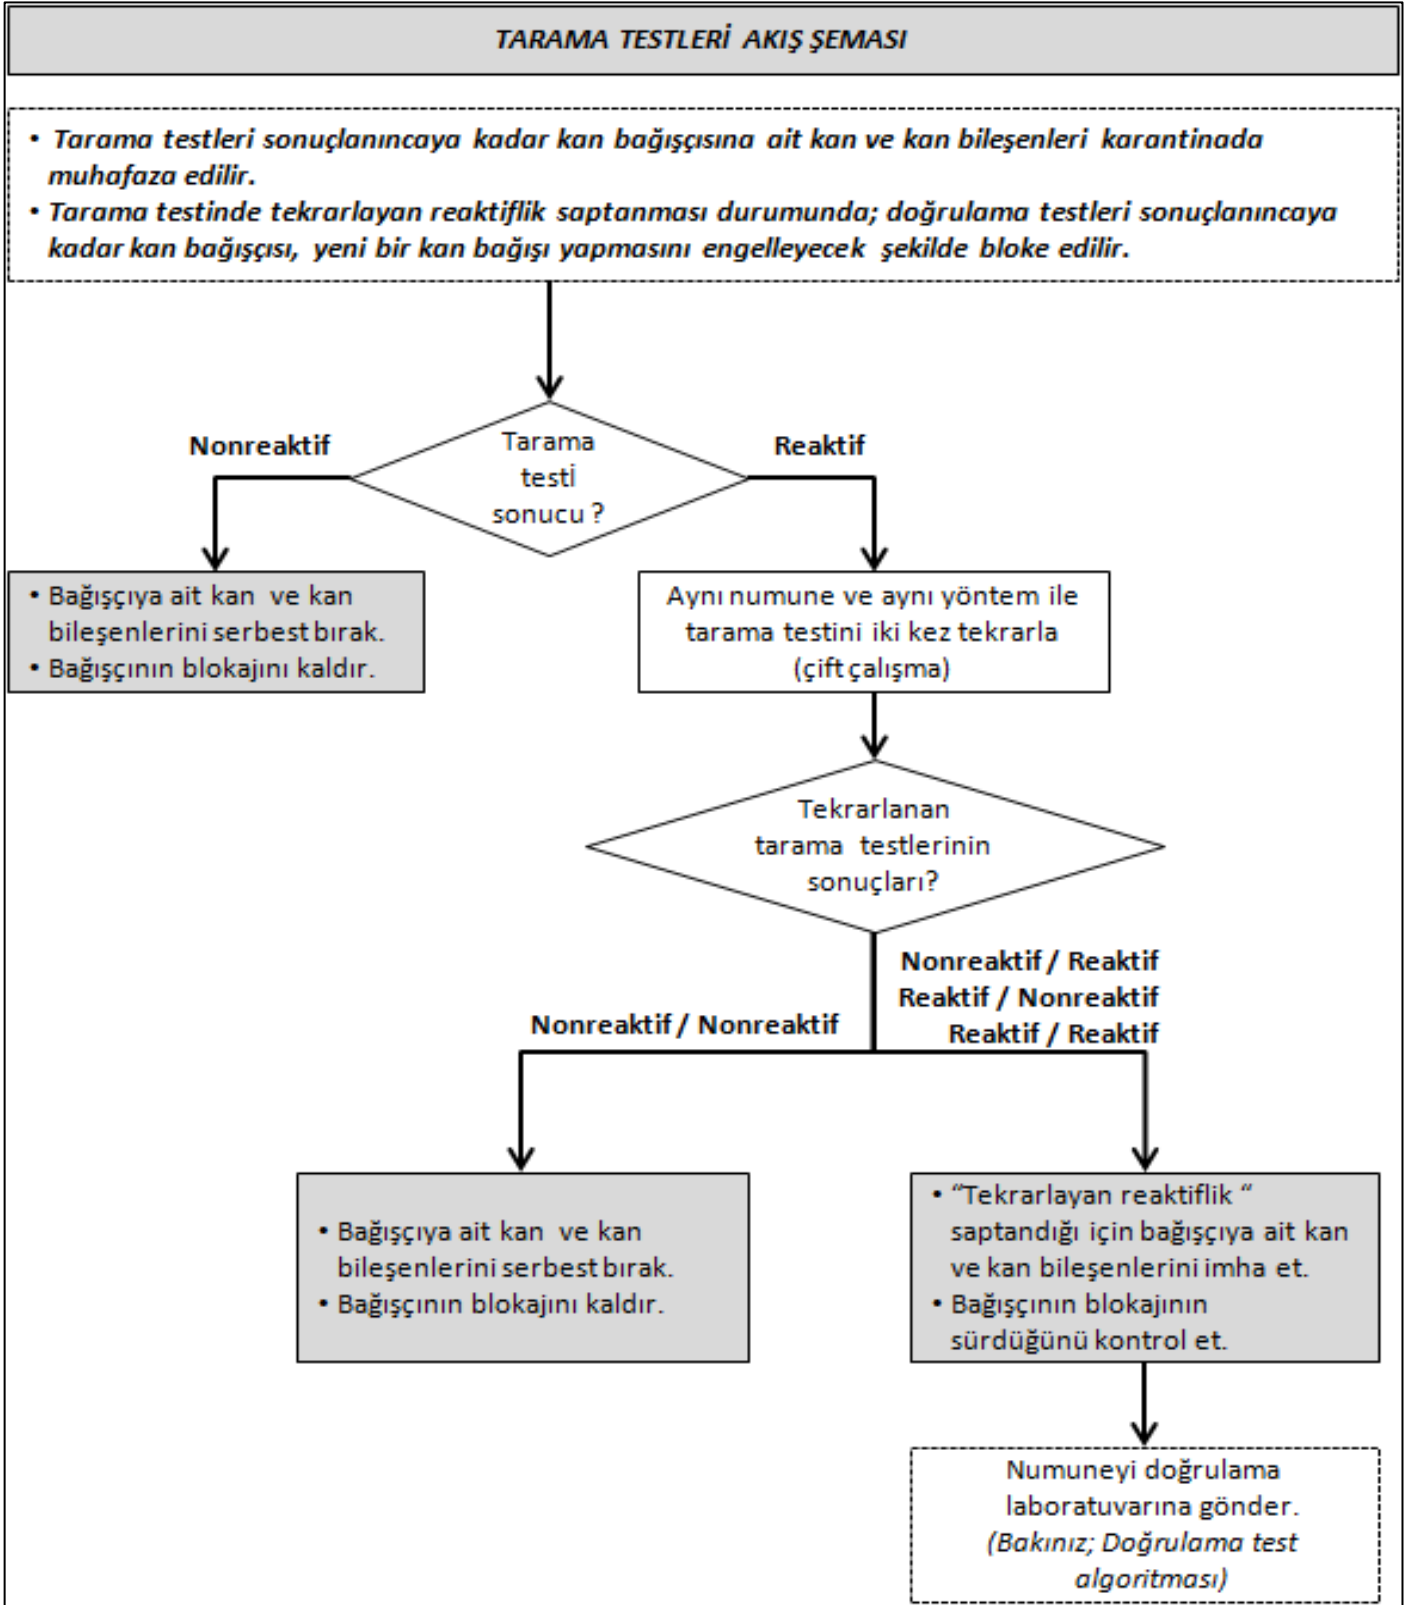 TARAMA TESTLERİ AKIŞ ŞEMASI
• Tarama testleri sonuçlanıncaya kadar kan bağışçısına ait kan ve kan bileşenleri karantinada
muhafaza edilir.
• Tarama testinde tekrarlayan reaktiflik saptanması durumunda; doğrulama testleri sonuçlanıncaya
kadar kan bağışçısı, yeni bir kan bağışı yapmasını engelleyecek şekilde bloke edilir.
Nonreaktif
Tarama
testİ
sonucu ?
Reaktif
• Bağışçıya ait kan ve kan
bileşenlerini serbest bırak.
• Bağışçının blokajını kaldır.
Aynı numune ve aynı yöntem ile
tarama testini iki kez tekrarla
(çift çalışma)
Tekrarlanan
tarama testlerinin
sonuçları?
Nonreaktif / Reaktif
Reaktif / Nonreaktif
Reaktif / Reaktif
Nonreaktif / Nonreaktif
• Bağışçıya ait kan ve kan
bileşenlerini serbest bırak.
• Bağışçının blokajını kaldır.
• “Tekrarlayan reaktiflik “
saptandığı için bağışçıya ait kan
ve kan bileşenlerini imha et.
• Bağışçının blokajının
sürdüğünü kontrol et.
Numuneyi doğrulama
laboratuvarına gönder.
(Bakınız; Doğrulama test
algoritması)